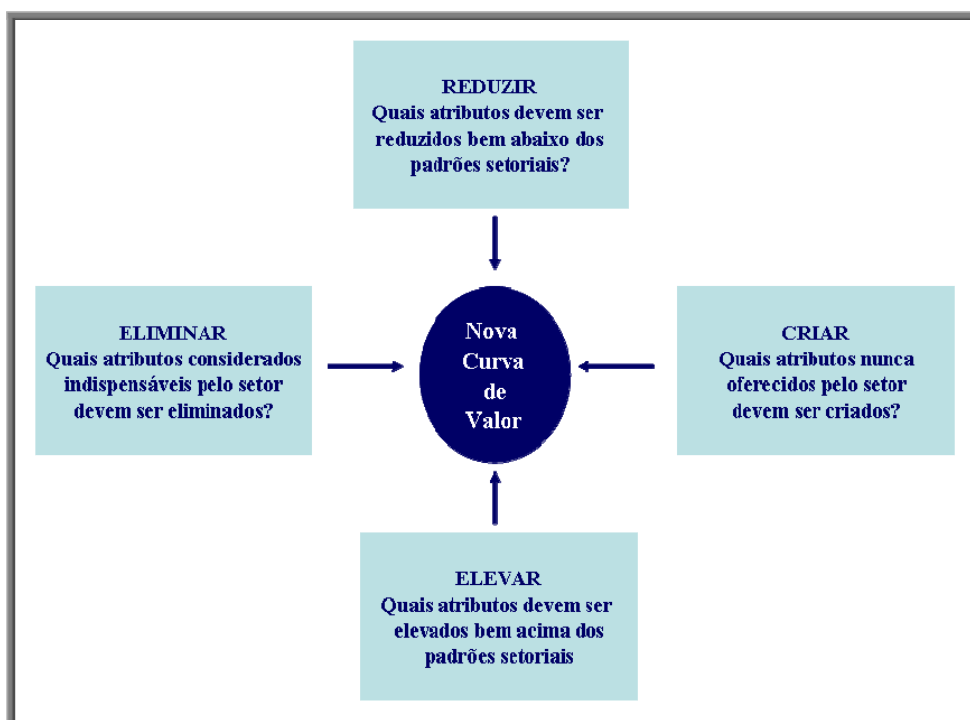 REDUZIR
Quais atributos devem ser
reduzidos bem abaixo dos
padrões setoriais?
ELIMINAR
Quais atributos considerados
indispensáveis pelo setor
devem ser eliminados?
Nova
Curva
de
Valor
CRIAR
Quais atributos nunca
oferecidos pelo setor
devem ser criados?
ELEVAR
Quais atributos devem ser
elevados bem acima dos
padrões setoriais